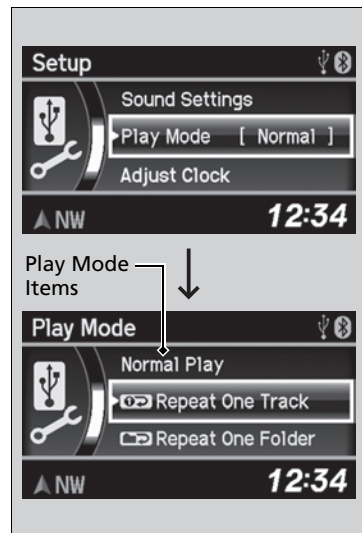 Setup
Sound Settings
Play Mode [ Normal ]
Adjust Clock
NW 12:34
Play Mode
Items
Play Mode
Normal Play
Repeat One Track
Repeat One Folder
NW 12:34